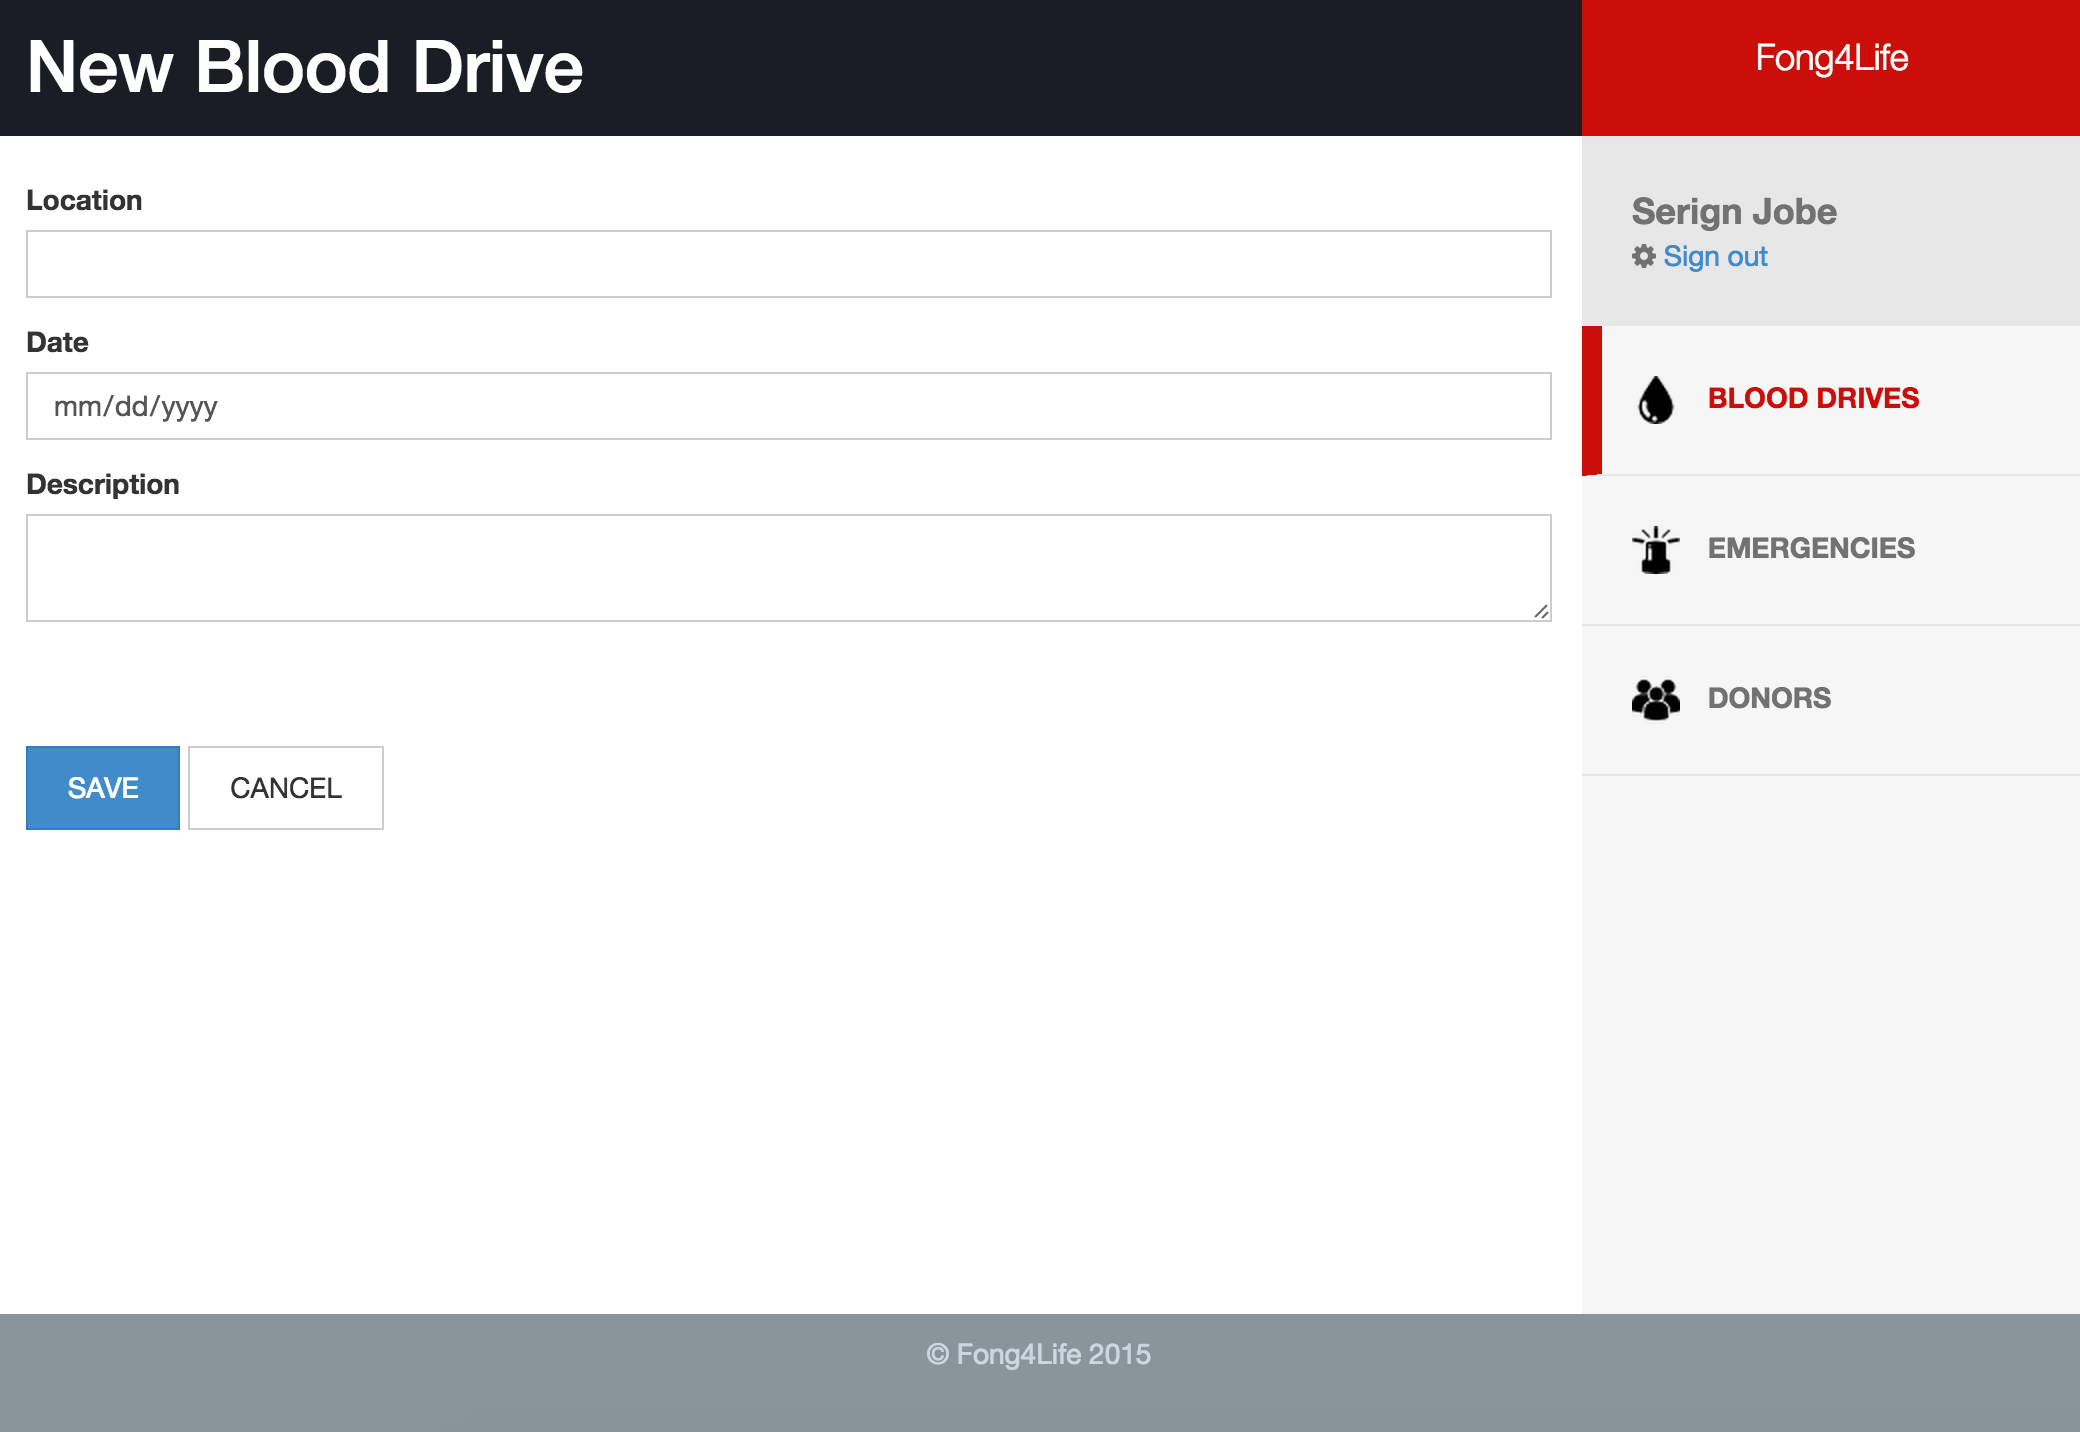 New Blood Drive
Fong4Life
Location
Date
mm/dd/yyyy
Description
SAVE
CANCEL
Serign Jobe
Sign out
BLOOD DRIVES
EMERGENCIES
DONORS
© Fong4Life 2015